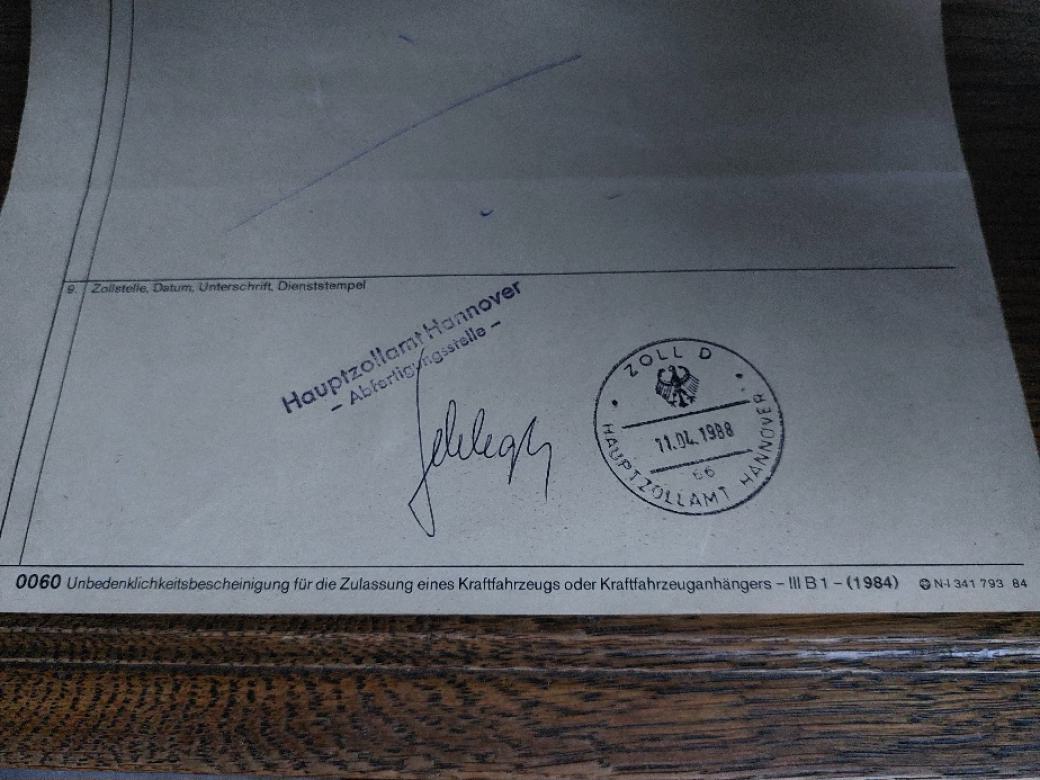 9. Zollstelle, Datum, Unterschrift, Dienststempel
Hauptzollamt Hannover
– Abfertigungsstelle –
ZOLL D
11.04.1988
66
HAUPTZOLLAMT HANNOVER
0060 Unbedenklichkeitsbescheinigung für die Zulassung eines Kraftfahrzeugs oder Kraftfahrzeuganhängers – III B 1 – (1984) N-I 341 793 84